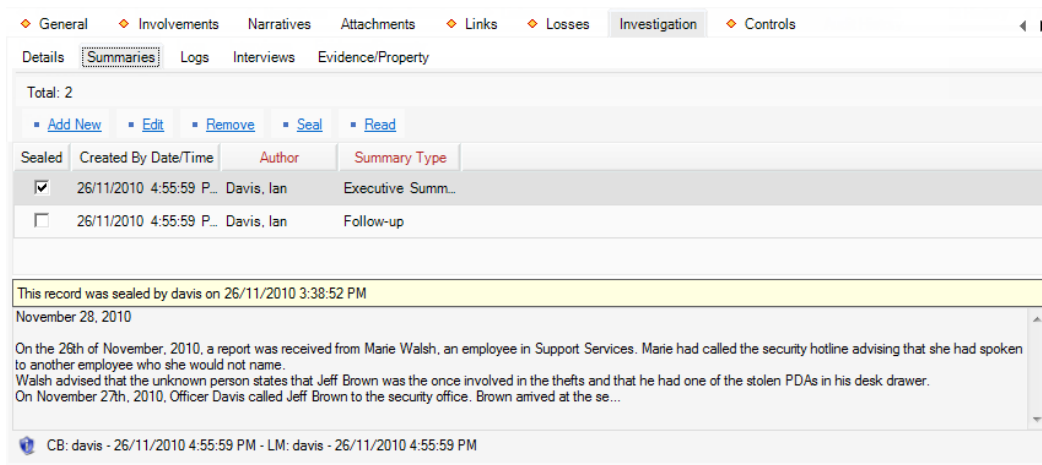 General Involvements Narratives Attachments Links Losses Investigation Controls
Details Summaries Logs Interviews Evidence/Property
Total: 2
Add New Edit Remove Seal Read
Sealed Created By Date/Time Author Summary Type
26/11/2010 4:55:59 P... Davis, Ian Executive Summ...
26/11/2010 4:55:59 P... Davis, Ian Follow-up
This record was sealed by davis on 26/11/2010 3:38:52 PM
November 28, 2010
On the 26th of November, 2010, a report was received from Marie Walsh, an employee in Support Services. Marie had called the security hotline advising that she had spoken
to another employee who she would not name.
Walsh advised that the unknown person states that Jeff Brown was the once involved in the thefts and that he had one of the stolen PDAs in his desk drawer.
On November 27th, 2010, Officer Davis called Jeff Brown to the security office. Brown arrived at the se...
CB: davis - 26/11/2010 4:55:59 PM - LM: davis - 26/11/2010 4:55:59 PM